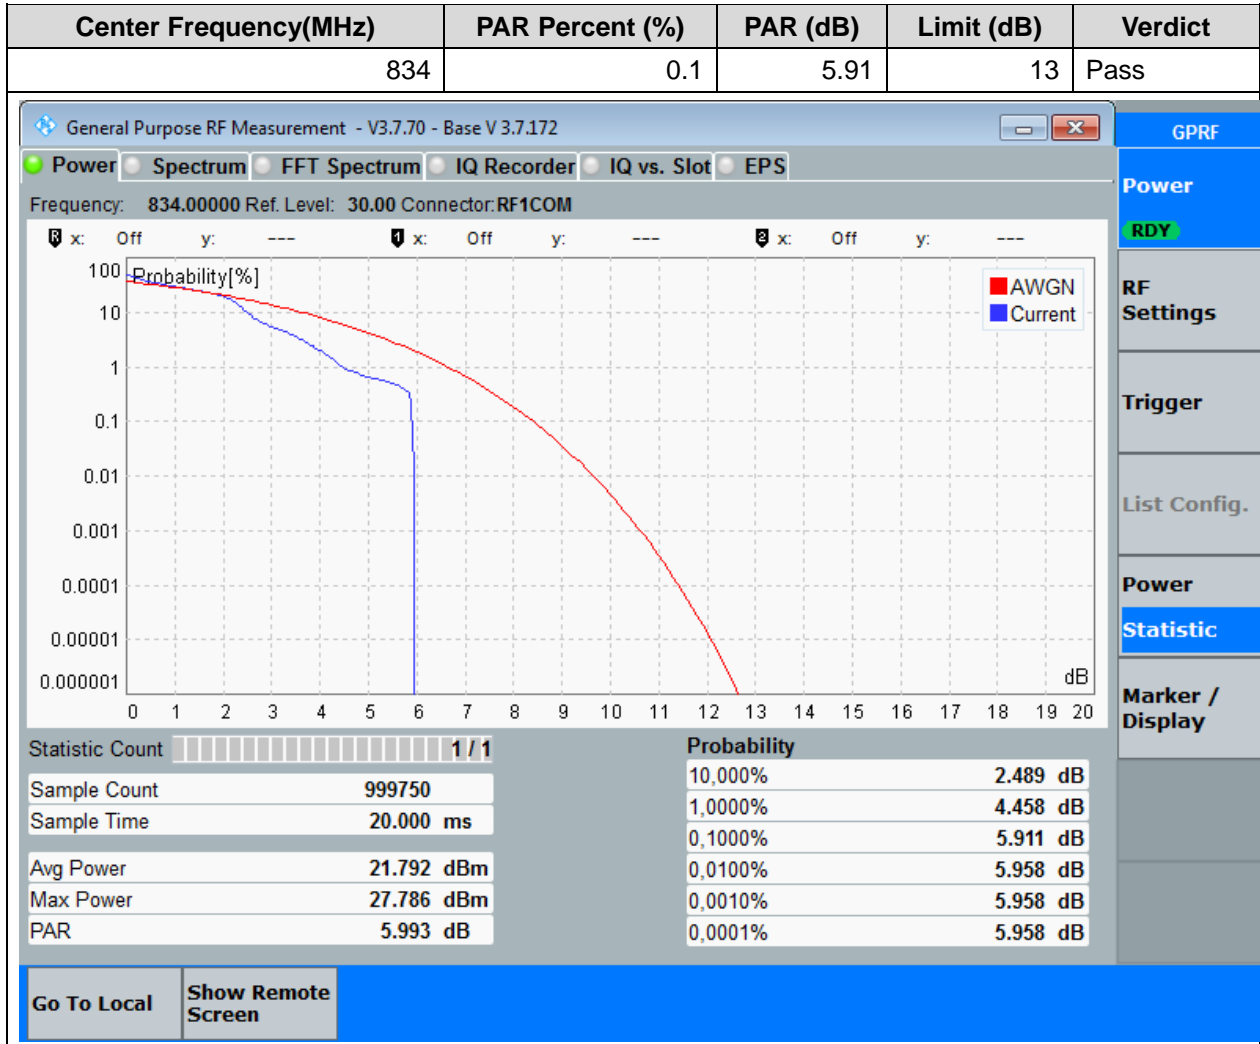 Center Frequency(MHz) PAR Percent (%) PAR (dB) Limit (dB) Verdict
834 0.1 5.91 13 Pass
General Purpose RF Measurement - V3.7.70 - Base V 3.7.172
GPRF
Power Spectrum FFT Spectrum IQ Recorder IQ vs. Slot EPS
Power
RDY
Frequency: 834.00000 Ref. Level: 30.00 Connector: RF1COM
R x: Off y: --- 1 x: Off y: --- 2 x: Off y: ---
RF
Settings
Trigger
List Config.
Power
Statistic
Marker /
Display
Probability[%]
AWGN
Current
100
10
1
0.1
0.01
0.001
0.0001
0.00001
0.000001
dB
0 1 2 3 4 5 6 7 8 9 10 11 12 13 14 15 16 17 18 19 20
Statistic Count 1 / 1
Sample Count 999750
Sample Time 20.000 ms
Avg Power 21.792 dBm
Max Power 27.786 dBm
PAR 5.993 dB
Probability
10,000% 2.489 dB
1,0000% 4.458 dB
0,1000% 5.911 dB
0,0100% 5.958 dB
0,0010% 5.958 dB
0,0001% 5.958 dB
Go To Local
Show Remote
Screen